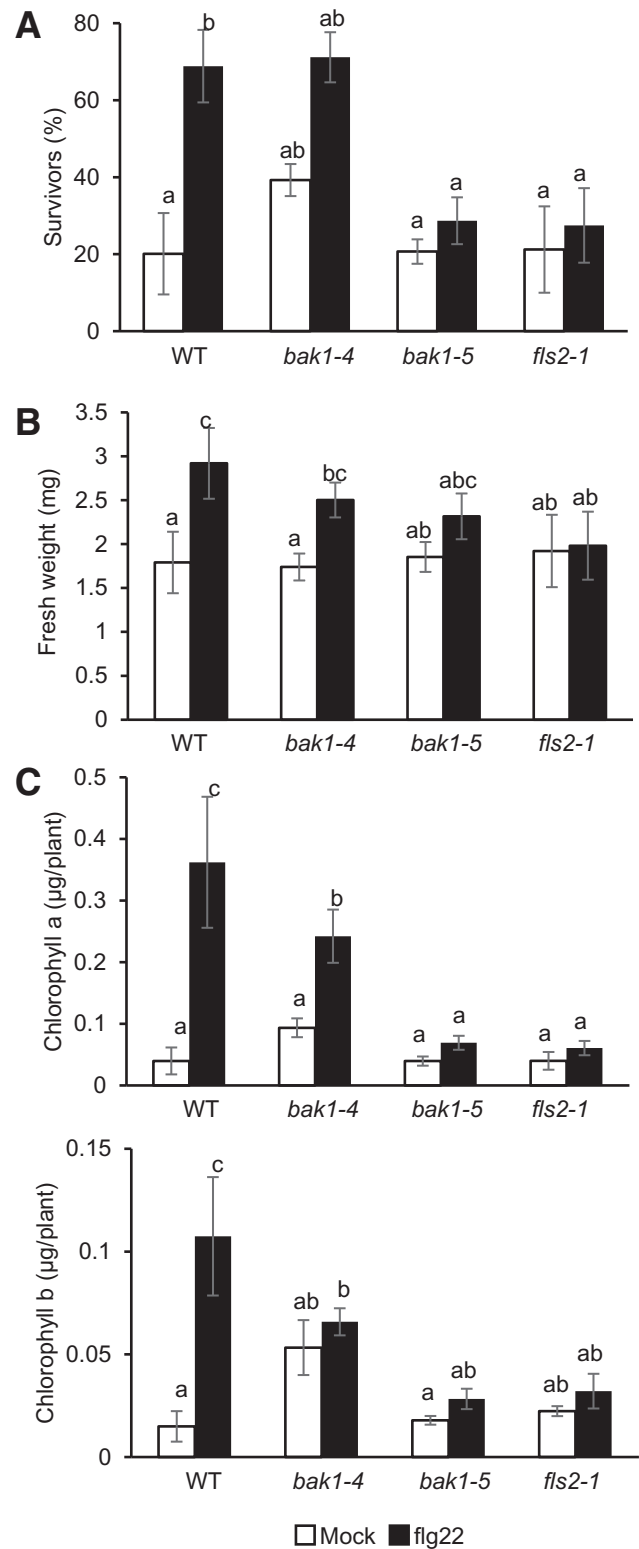 A
Survivors (%)
80
60
40
20
0
a
b
ab
ab
a
a
a
a
WT
bak1-4
bak1-5
fls2-1
B
Fresh weight (mg)
3.5
3
2.5
2
1.5
1
0.5
0
a
c
a
bc
ab
abc
ab
ab
WT
bak1-4
bak1-5
fls2-1
C
Chlorophyll a (µg/plant)
0.5
0.4
0.3
0.2
0.1
0
a
c
a
b
a
a
a
a
WT
bak1-4
bak1-5
fls2-1
Chlorophyll b (µg/plant)
0.15
0.1
0.05
0
a
c
ab
b
a
ab
ab
ab
WT
bak1-4
bak1-5
fls2-1
Mock
flg22